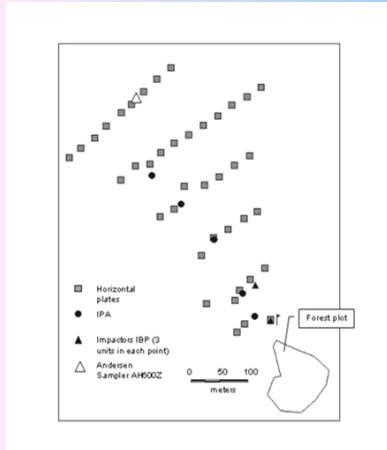 Forest plot
Horizontal
plates
IPA
Impactors IBP (3
units in each point)
Andersen
Sampler AH600Z
0 50 100
meters